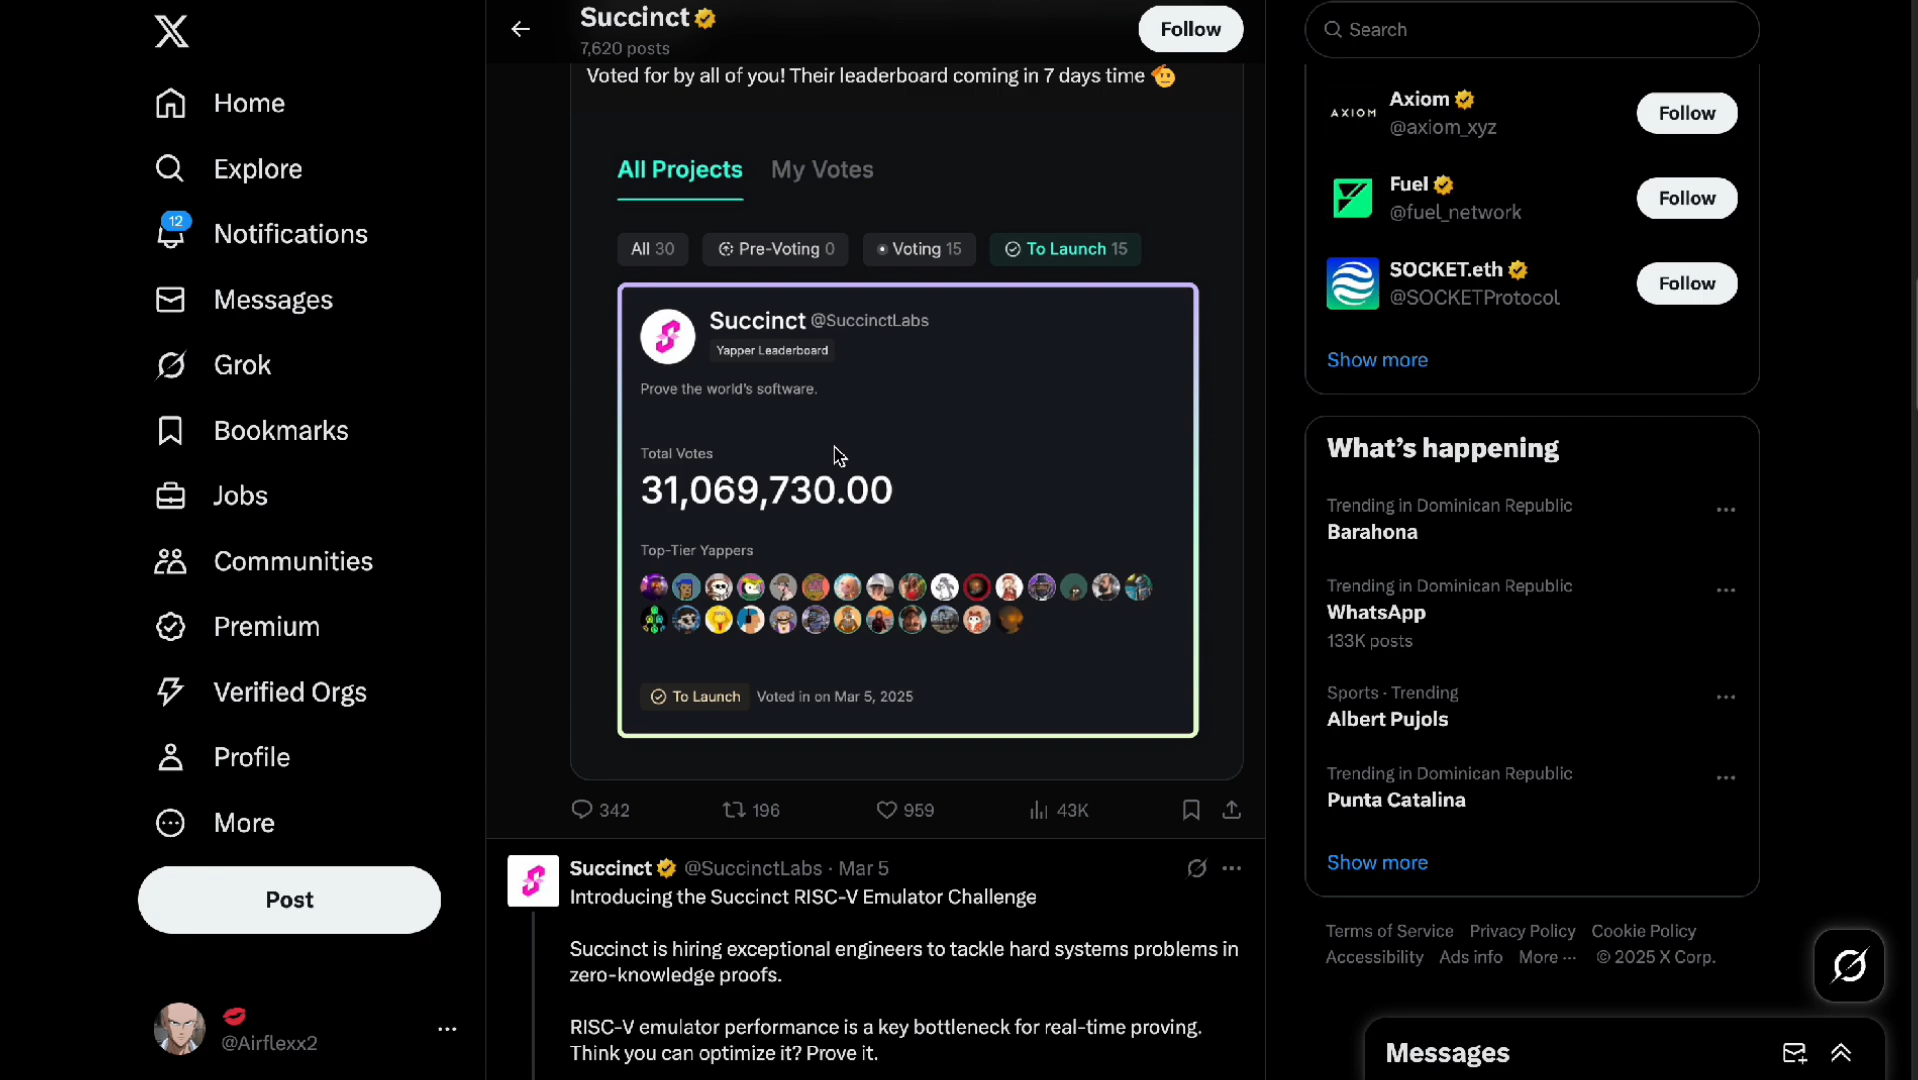 Home
Explore
12
Notifications
Messages
Grok
Bookmarks
Jobs
Communities
Premium
Verified Orgs
Profile
More
Post
@Airflexx2
Succinct
7,620 posts
Follow
Voted for by all of you! Their leaderboard coming in 7 days time
All Projects My Votes
All 30 Pre-Voting 0 Voting 15 To Launch 15
Succinct @SuccinctLabs
Yapper Leaderboard
Prove the world's software.
Total Votes
31,069,730.00
Top-Tier Yappers
To Launch Voted in on Mar 5, 2025
342 196 959 43K
Succinct @SuccinctLabs · Mar 5
Introducing the Succinct RISC-V Emulator Challenge
Succinct is hiring exceptional engineers to tackle hard systems problems in
zero-knowledge proofs.
RISC-V emulator performance is a key bottleneck for real-time proving.
Think you can optimize it? Prove it.
Search
AXIOM
Axiom
@axiom_xyz
Follow
Fuel
@fuel_network
Follow
SOCKET.eth
@SOCKETProtocol
Follow
Show more
What's happening
Trending in Dominican Republic
Barahona
Trending in Dominican Republic
WhatsApp
133K posts
Sports · Trending
Albert Pujols
Trending in Dominican Republic
Punta Catalina
Show more
Terms of Service Privacy Policy Cookie Policy
Accessibility Ads info More ··· © 2025 X Corp.
Messages